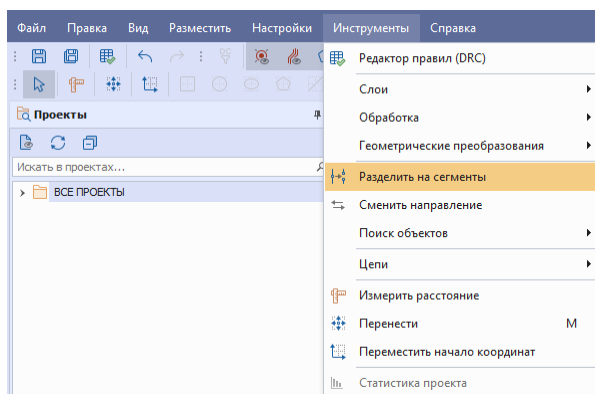 Файл Правка Вид Разместить Настройки Инструменты Справка
Проекты
Искать в проектах...
ВСЕ ПРОЕКТЫ
Редактор правил (DRC)
Слои
Обработка
Геометрические преобразования
Разделить на сегменты
Сменить направление
Поиск объектов
Цепи
Измерить расстояние
Перенести M
Переместить начало координат
Статистика проекта